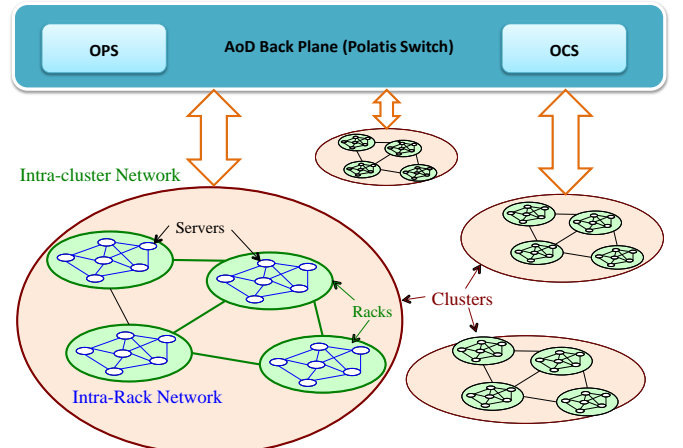 OPS
AoD Back Plane (Polatis Switch)
OCS
Intra-cluster Network
Servers
Racks
Clusters
Intra-Rack Network